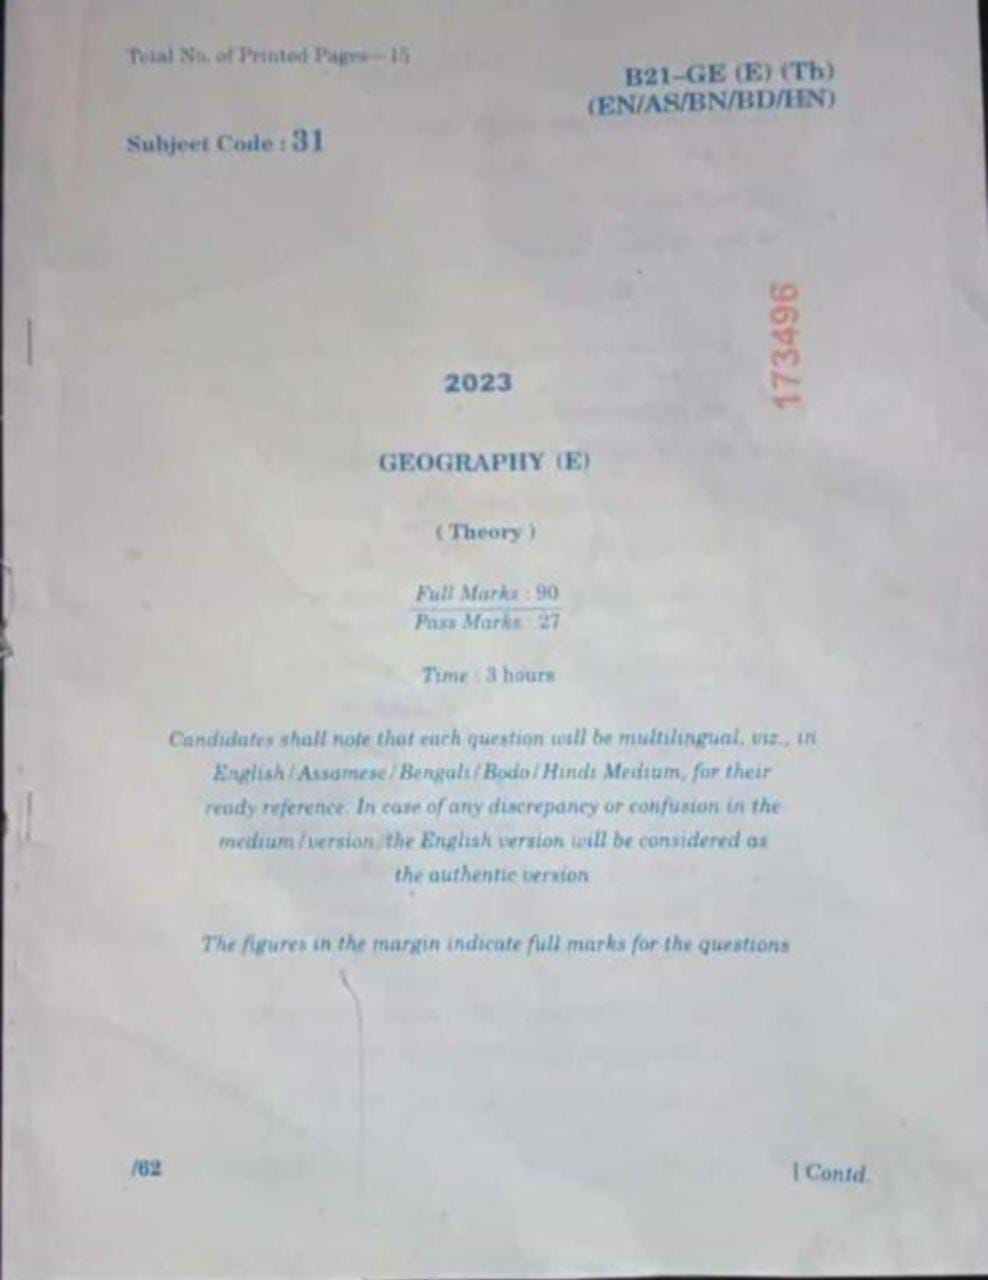 Total No. of Printed Pages—15
B21–GE (E) (Th)
(EN/AS/BN/BD/HN)
Subject Code : 31
173496
2023
GEOGRAPHY (E)
( Theory )
Full Marks : 90
Pass Marks : 27
Time : 3 hours
Candidates shall note that each question will be multilingual, viz., in
English / Assamese / Bengali / Bodo / Hindi Medium, for their
ready reference. In case of any discrepancy or confusion in the
medium / version, the English version will be considered as
the authentic version
The figures in the margin indicate full marks for the questions
/62
[ Contd.